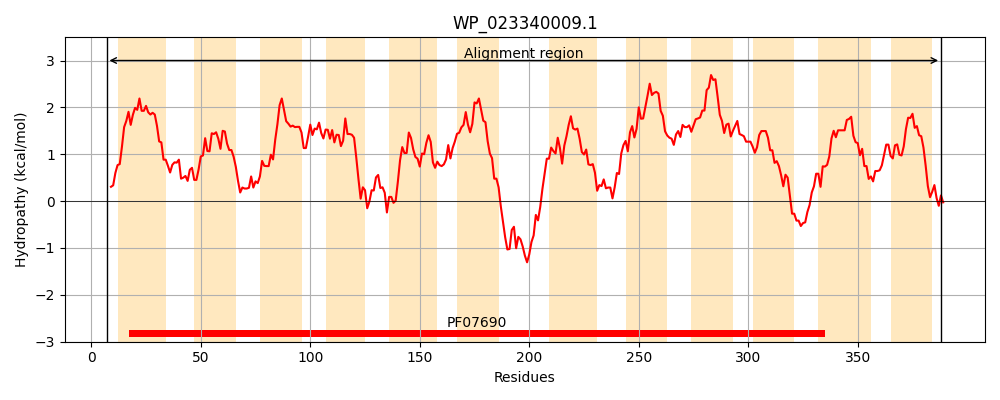 WP_023340009.1
Alignment region
PF07690
Hydropathy (kcal/mol)
3
2
1
0
−1
−2
−3
0 50 100 150 200 250 300 350
Residues